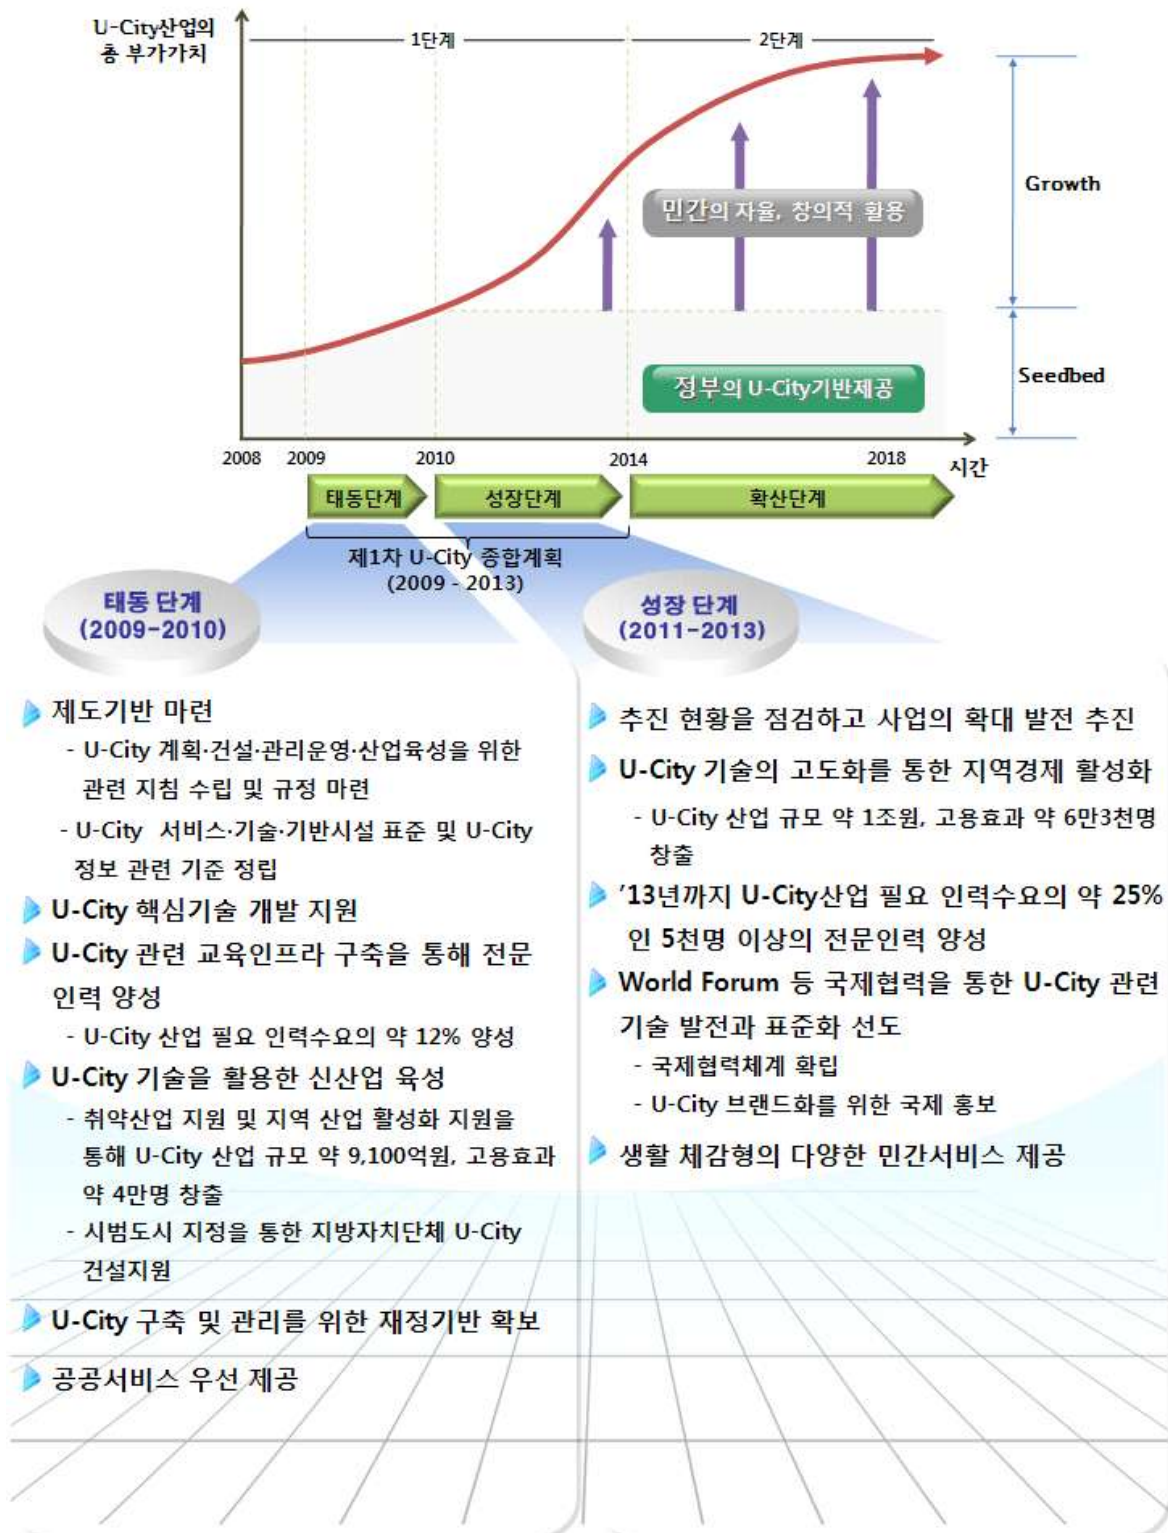 U-City산업의
총 부가가치
1단계
2단계
Growth
민간의 자율, 창의적 활용
Seedbed
정부의 U-City기반제공
2008
2009
2010
2014
2018
시간
태동단계
성장단계
확산단계
제1차 U-City 종합계획
(2009 - 2013)
태동 단계
(2009-2010)
제도기반 마련
- U-City 계획·건설·관리운영·산업육성을 위한
관련 지침 수립 및 규정 마련
- U-City 서비스·기술·기반시설 표준 및 U-City
정보 관련 기준 정립
U-City 핵심기술 개발 지원
U-City 관련 교육인프라 구축을 통해 전문
인력 양성
- U-City 산업 필요 인력수요의 약 12% 양성
U-City 기술을 활용한 신산업 육성
- 취약산업 지원 및 지역 산업 활성화 지원을
통해 U-City 산업 규모 약 9,100억원, 고용효과
약 4만명 창출
- 시범도시 지정을 통한 지방자치단체 U-City
건설지원
U-City 구축 및 관리를 위한 재정기반 확보
공공서비스 우선 제공
성장 단계
(2011-2013)
추진 현황을 점검하고 사업의 확대 발전 추진
U-City 기술의 고도화를 통한 지역경제 활성화
- U-City 산업 규모 약 1조원, 고용효과 약 6만3천명
창출
'13년까지 U-City산업 필요 인력수요의 약 25%
인 5천명 이상의 전문인력 양성
World Forum 등 국제협력을 통한 U-City 관련
기술 발전과 표준화 선도
- 국제협력체계 확립
- U-City 브랜드화를 위한 국제 홍보
생활 체감형의 다양한 민간서비스 제공